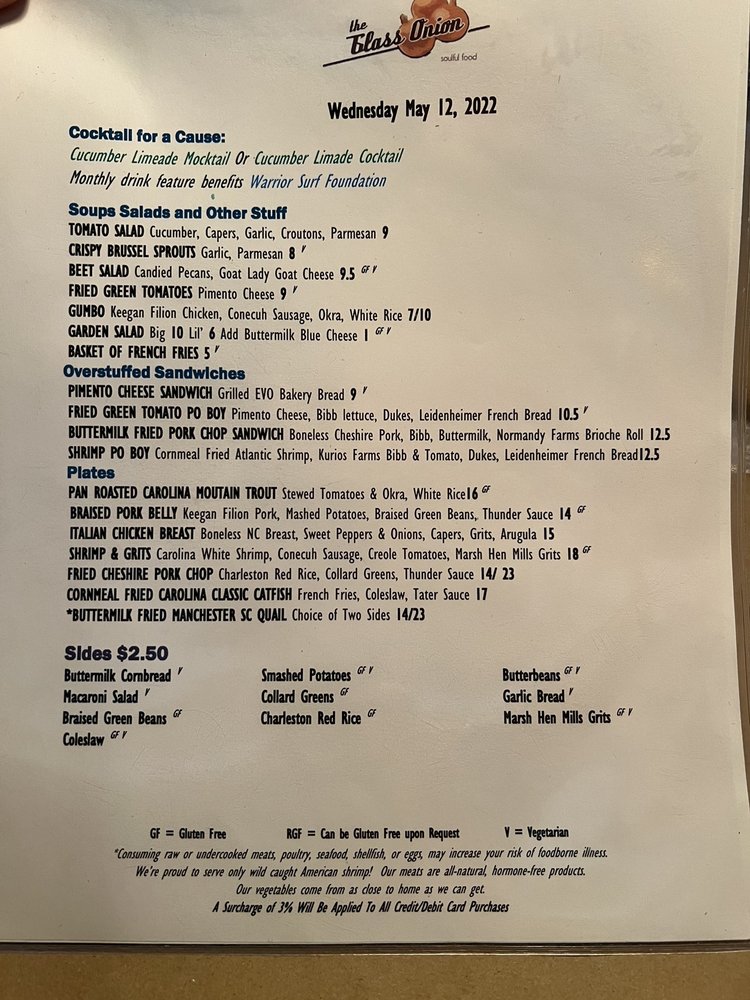 the
Glass Onion
soulful food
Wednesday May 12, 2022
Cocktail for a Cause:
Cucumber Limeade Mocktail Or Cucumber Limade Cocktail
Monthly drink feature benefits Warrior Surf Foundation
Soups Salads and Other Stuff
TOMATO SALAD Cucumber, Capers, Garlic, Croutons, Parmesan 9
CRISPY BRUSSEL SPROUTS Garlic, Parmesan 8 V
BEET SALAD Candied Pecans, Goat Lady Goat Cheese 9.5 GF V
FRIED GREEN TOMATOES Pimento Cheese 9 V
GUMBO Keegan Filion Chicken, Conecuh Sausage, Okra, White Rice 7/10
GARDEN SALAD Big 10 Lil' 6 Add Buttermilk Blue Cheese 1 GF V
BASKET OF FRENCH FRIES 5 V
Overstuffed Sandwiches
PIMENTO CHEESE SANDWICH Grilled EVO Bakery Bread 9 V
FRIED GREEN TOMATO PO BOY Pimento Cheese, Bibb lettuce, Dukes, Leidenheimer French Bread 10.5 V
BUTTERMILK FRIED PORK CHOP SANDWICH Boneless Cheshire Pork, Bibb, Buttermilk, Normandy Farms Brioche Roll 12.5
SHRIMP PO BOY Cornmeal Fried Atlantic Shrimp, Kurios Farms Bibb & Tomato, Dukes, Leidenheimer French Bread12.5
Plates
PAN ROASTED CAROLINA MOUTAIN TROUT Stewed Tomatoes & Okra, White Rice16 GF
BRAISED PORK BELLY Keegan Filion Pork, Mashed Potatoes, Braised Green Beans, Thunder Sauce 14 GF
ITALIAN CHICKEN BREAST Boneless NC Breast, Sweet Peppers & Onions, Capers, Grits, Arugula 15
SHRIMP & GRITS Carolina White Shrimp, Conecuh Sausage, Creole Tomatoes, Marsh Hen Mills Grits 18 GF
FRIED CHESHIRE PORK CHOP Charleston Red Rice, Collard Greens, Thunder Sauce 14/ 23
CORNMEAL FRIED CAROLINA CLASSIC CATFISH French Fries, Coleslaw, Tater Sauce 17
*BUTTERMILK FRIED MANCHESTER SC QUAIL Choice of Two Sides 14/23
Sides $2.50
Buttermilk Cornbread V Smashed Potatoes GF V Butterbeans GF V
Macaroni Salad V Collard Greens GF Garlic Bread V
Braised Green Beans GF Charleston Red Rice GF Marsh Hen Mills Grits GF V
Coleslaw GF V
GF = Gluten Free RGF = Can be Gluten Free upon Request V = Vegetarian
*Consuming raw or undercooked meats, poultry, seafood, shellfish, or eggs, may increase your risk of foodborne illness.
We're proud to serve only wild caught American shrimp! Our meats are all-natural, hormone-free products.
Our vegetables come from as close to home as we can get.
A Surcharge of 3% Will Be Applied To All Credit/Debit Card Purchases